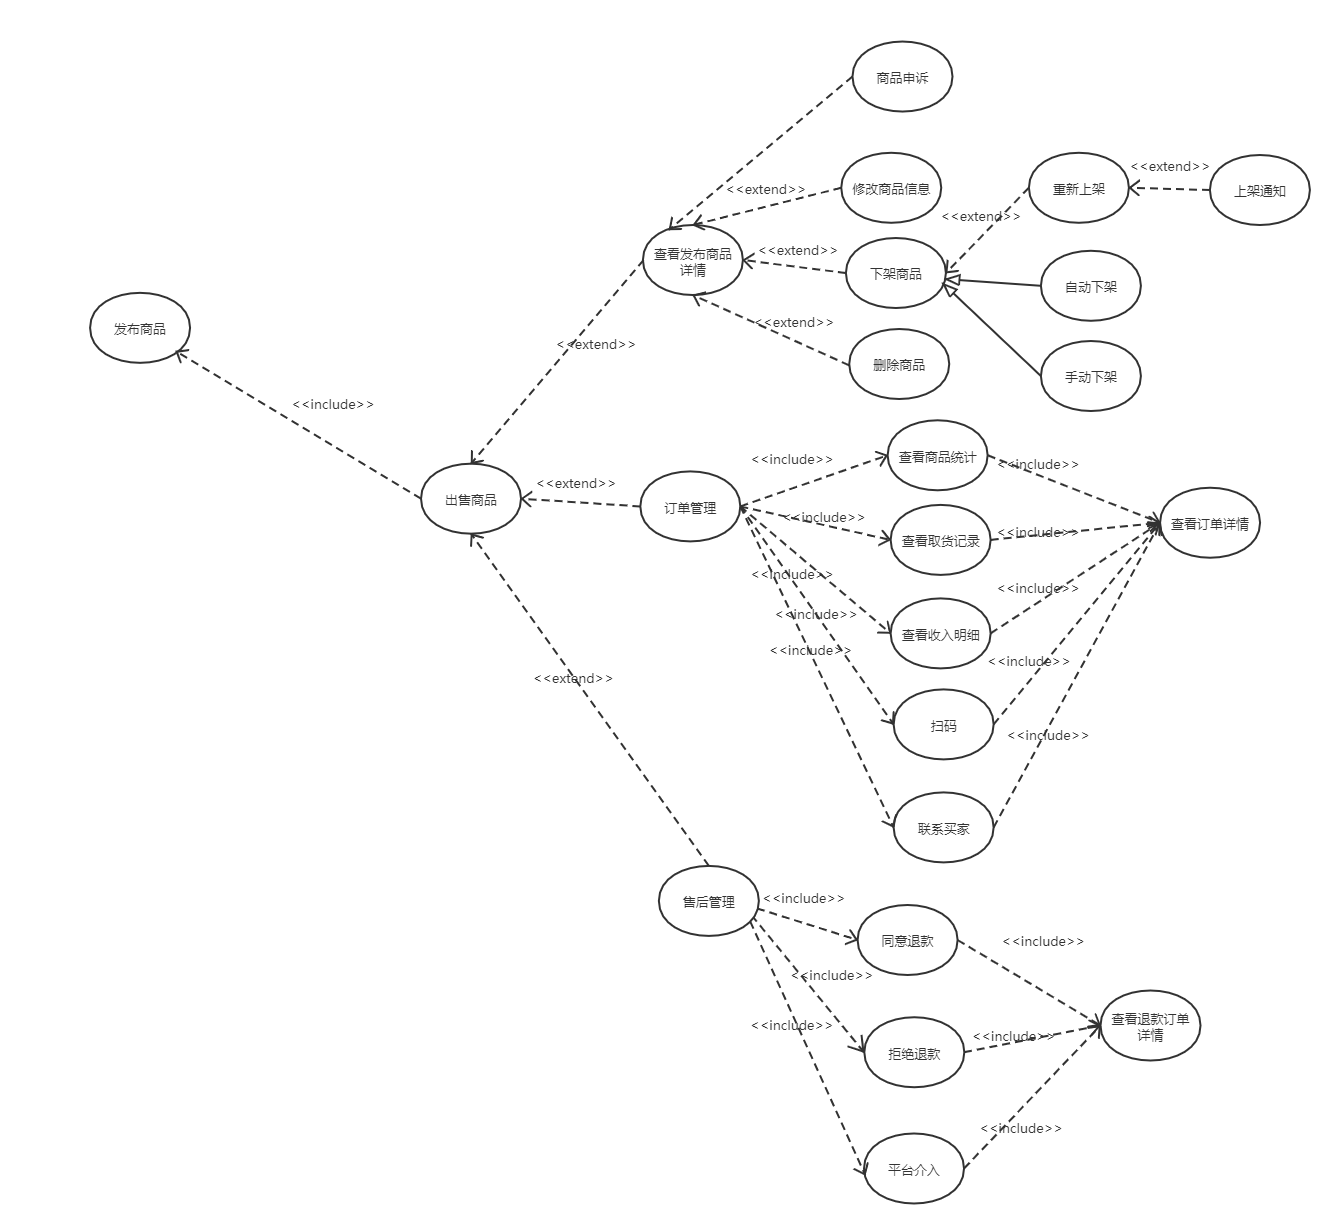 商品申诉
<<extend>>
上架通知
重新上架
<<extend>>
修改商品信息
<<extend>>
查看发布商品
详情
<<extend>>
下架商品
自动下架
发布商品
<<extend>>
<<extend>>
删除商品
手动下架
<<include>>
出售商品
<<extend>>
订单管理
<<include>>
查看商品统计
<<include>>
<<include>>
查看取货记录
<<include>>
查看订单详情
<<include>>
<<include>>
<<include>>
查看收入明细
<<include>>
<<include>>
扫码
<<include>>
联系买家
<<extend>>
售后管理
<<include>>
同意退款
<<include>>
<<include>>
<<include>>
拒绝退款
<<include>>
查看退款订单
详情
<<include>>
平台介入